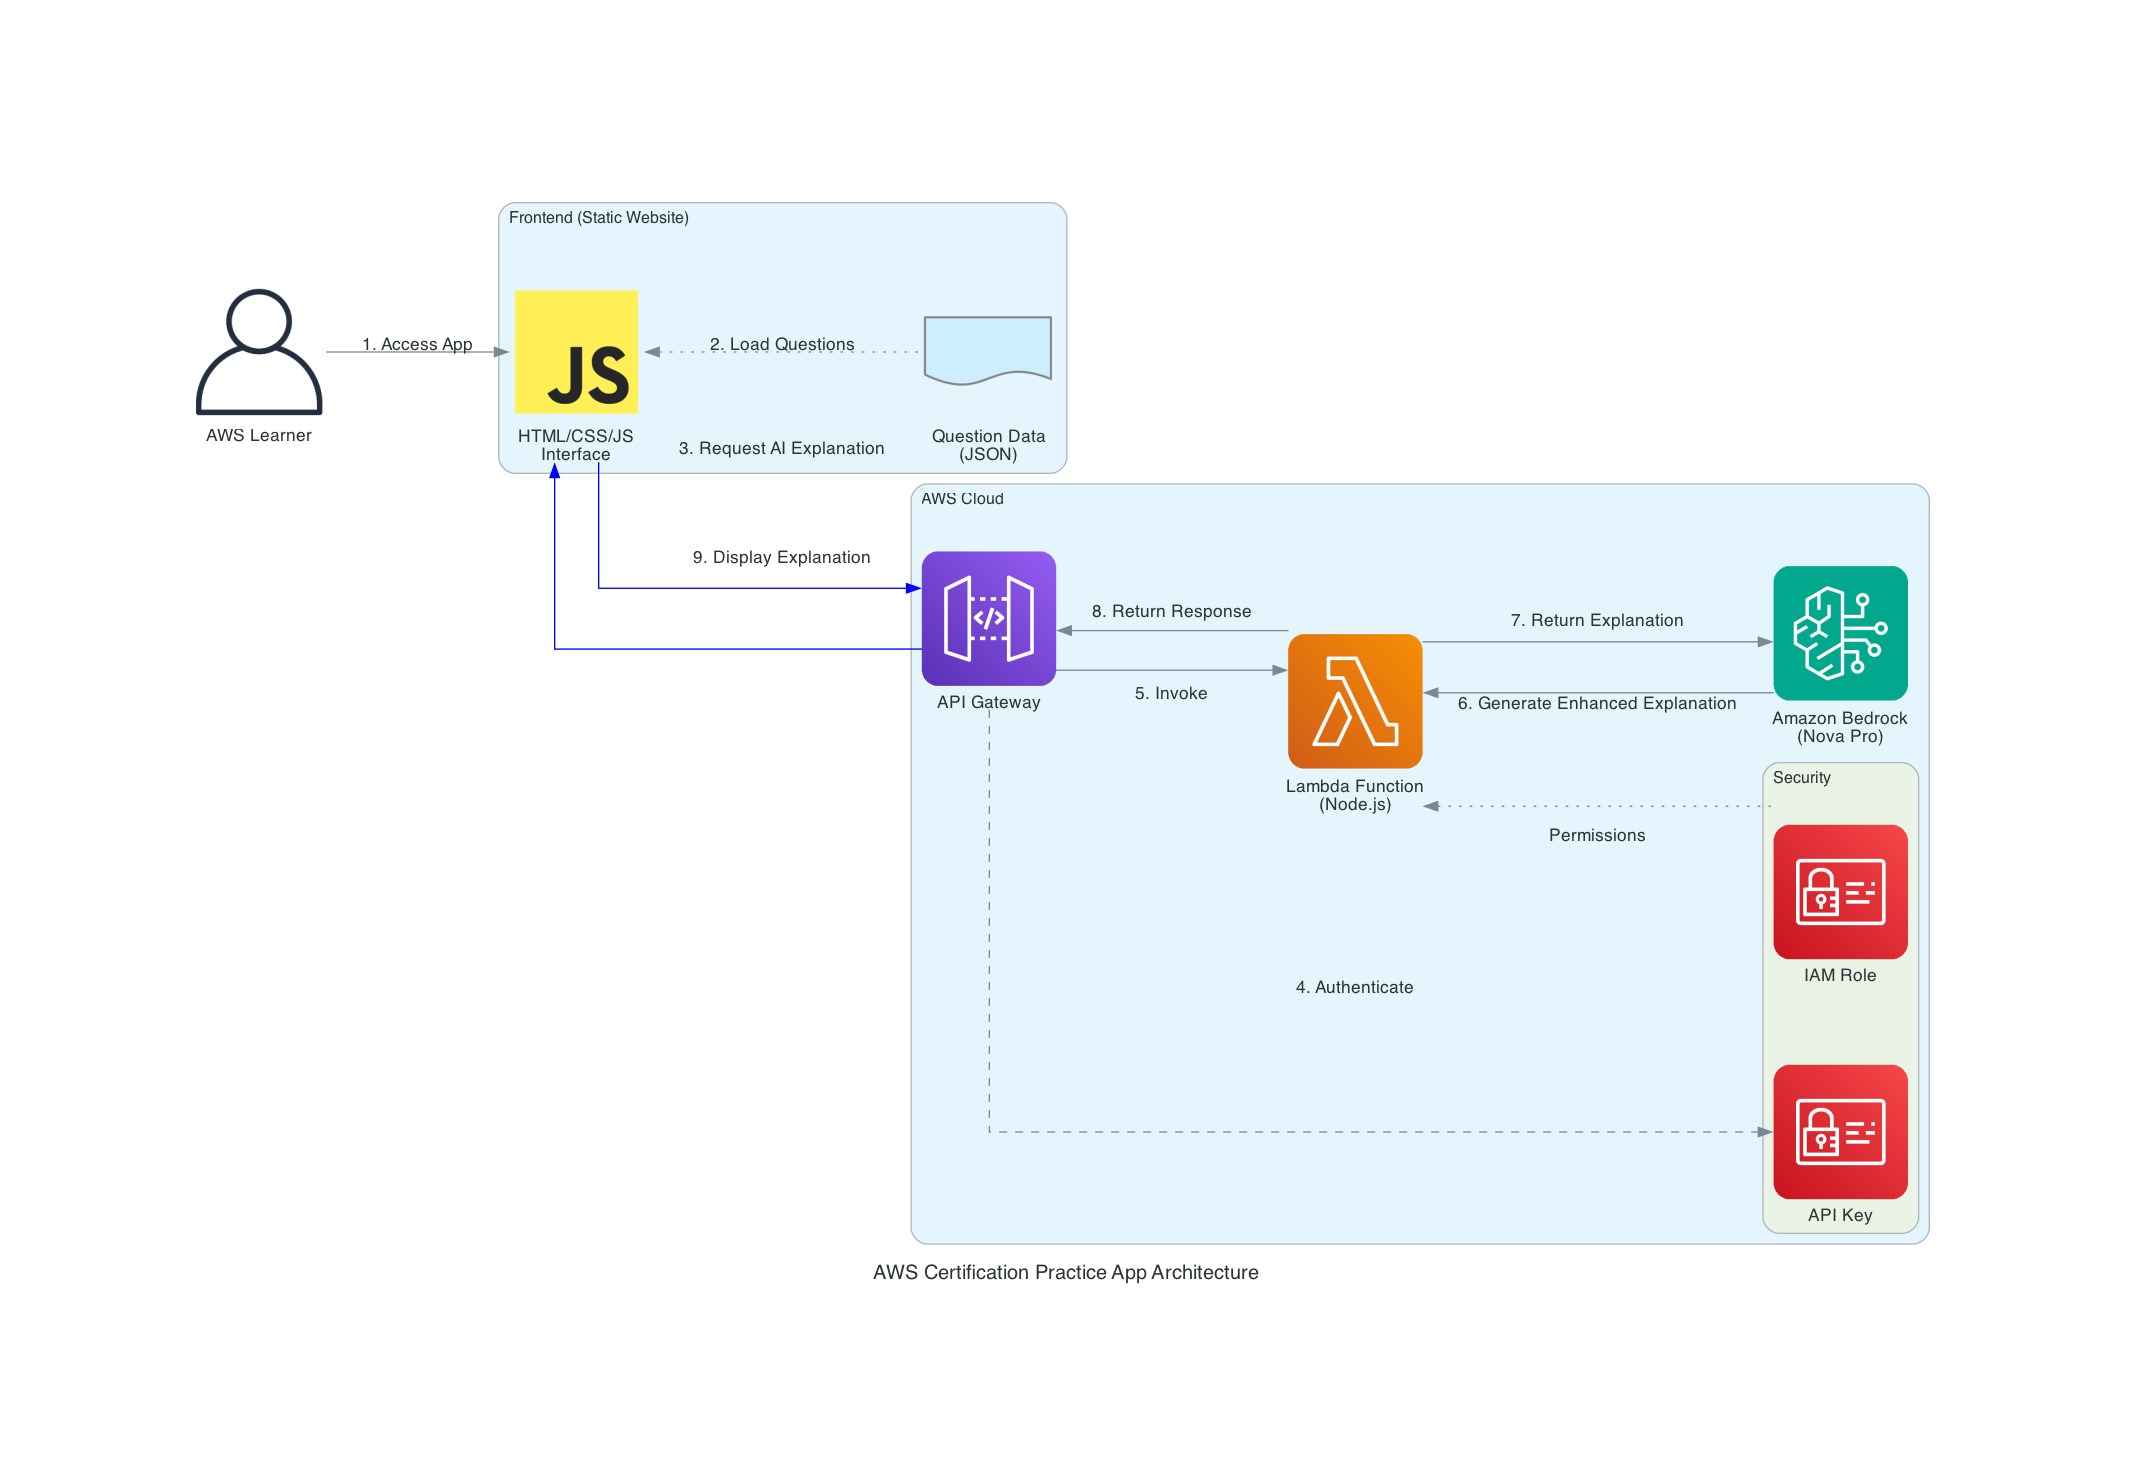 Frontend (Static Website)
1. Access App
2. Load Questions
JS
AWS Learner
HTML/CSS/JS
Interface
3. Request AI Explanation
Question Data
(JSON)
AWS Cloud
9. Display Explanation
8. Return Response
7. Return Explanation
5. Invoke
6. Generate Enhanced Explanation
API Gateway
Amazon Bedrock
(Nova Pro)
Lambda Function
(Node.js)
Security
Permissions
IAM Role
4. Authenticate
API Key
AWS Certification Practice App Architecture